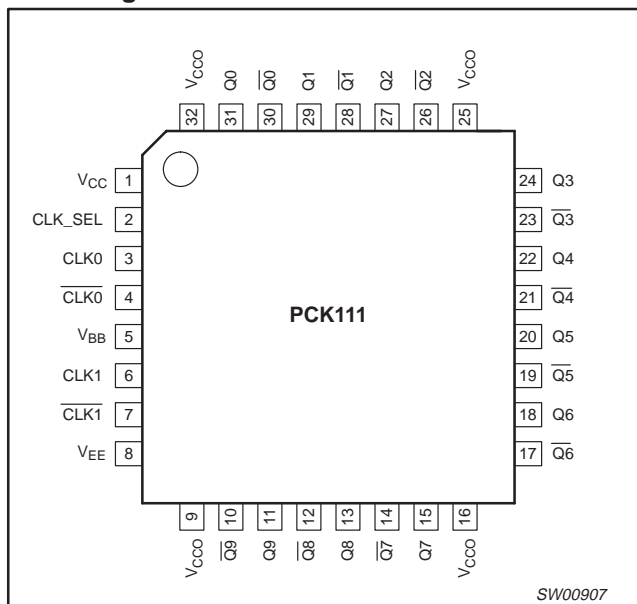 V_CCO Q0 Q̅0̅ Q1 Q̅1̅ Q2 Q̅2̅ V_CCO
32 31 30 29 28 27 26 25
V_CC 1
CLK_SEL 2
CLK0 3
C̅L̅K̅0̅ 4
V_BB 5
CLK1 6
C̅L̅K̅1̅ 7
V_EE 8
PCK111
24 Q3
23 Q̅3̅
22 Q4
21 Q̅4̅
20 Q5
19 Q̅5̅
18 Q6
17 Q̅6̅
9 10 11 12 13 14 15 16
V_CCO Q̅9̅ Q9 Q̅8̅ Q8 Q̅7̅ Q7 V_CCO
SW00907